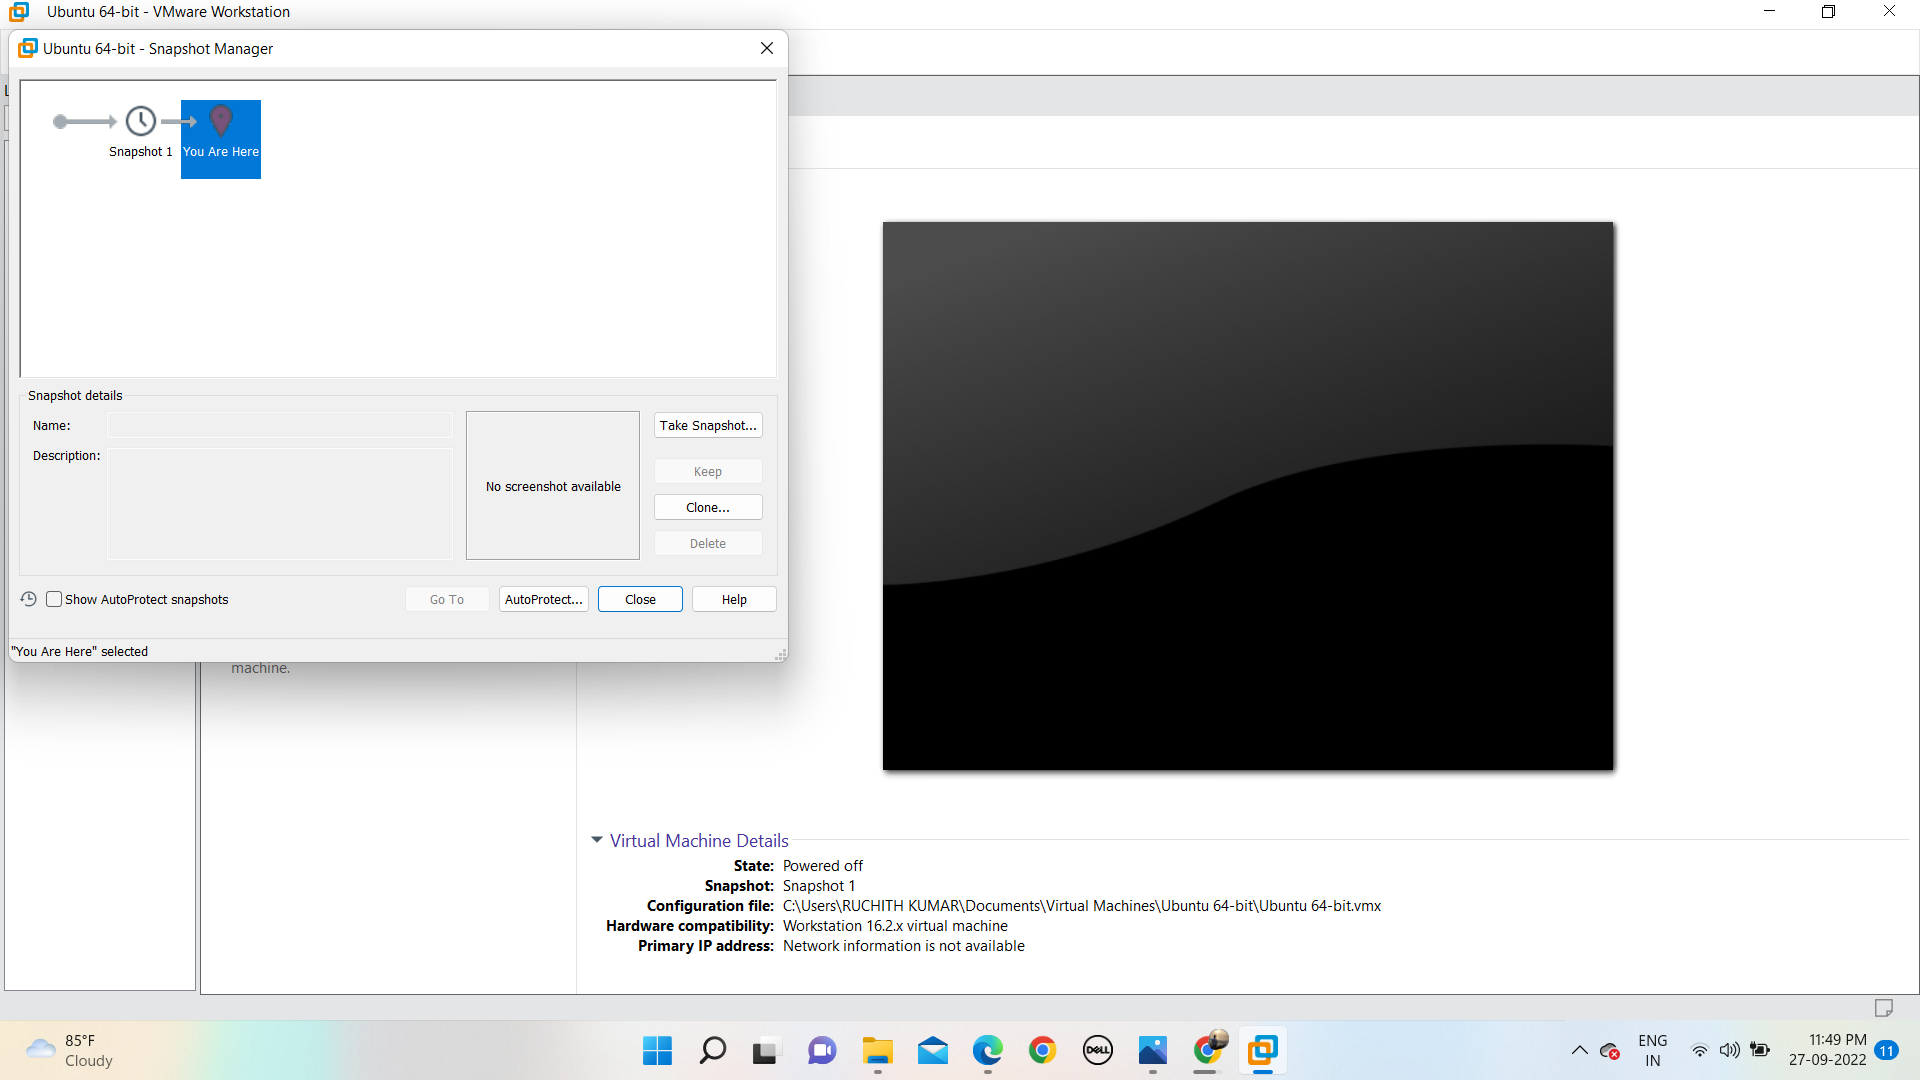 Ubuntu 64-bit - VMware Workstation
Ubuntu 64-bit - Snapshot Manager
Snapshot 1
You Are Here
Snapshot details
Name:
Take Snapshot...
Description:
Keep
No screenshot available
Clone...
Delete
Show AutoProtect snapshots
Go To
AutoProtect...
Close
Help
"You Are Here" selected
machine.
Virtual Machine Details
State: Powered off
Snapshot: Snapshot 1
Configuration file: C:\Users\RUCHITH KUMAR\Documents\Virtual Machines\Ubuntu 64-bit\Ubuntu 64-bit.vmx
Hardware compatibility: Workstation 16.2.x virtual machine
Primary IP address: Network information is not available
85°F
Cloudy
DELL
ENG
IN
11:49 PM
27-09-2022
11